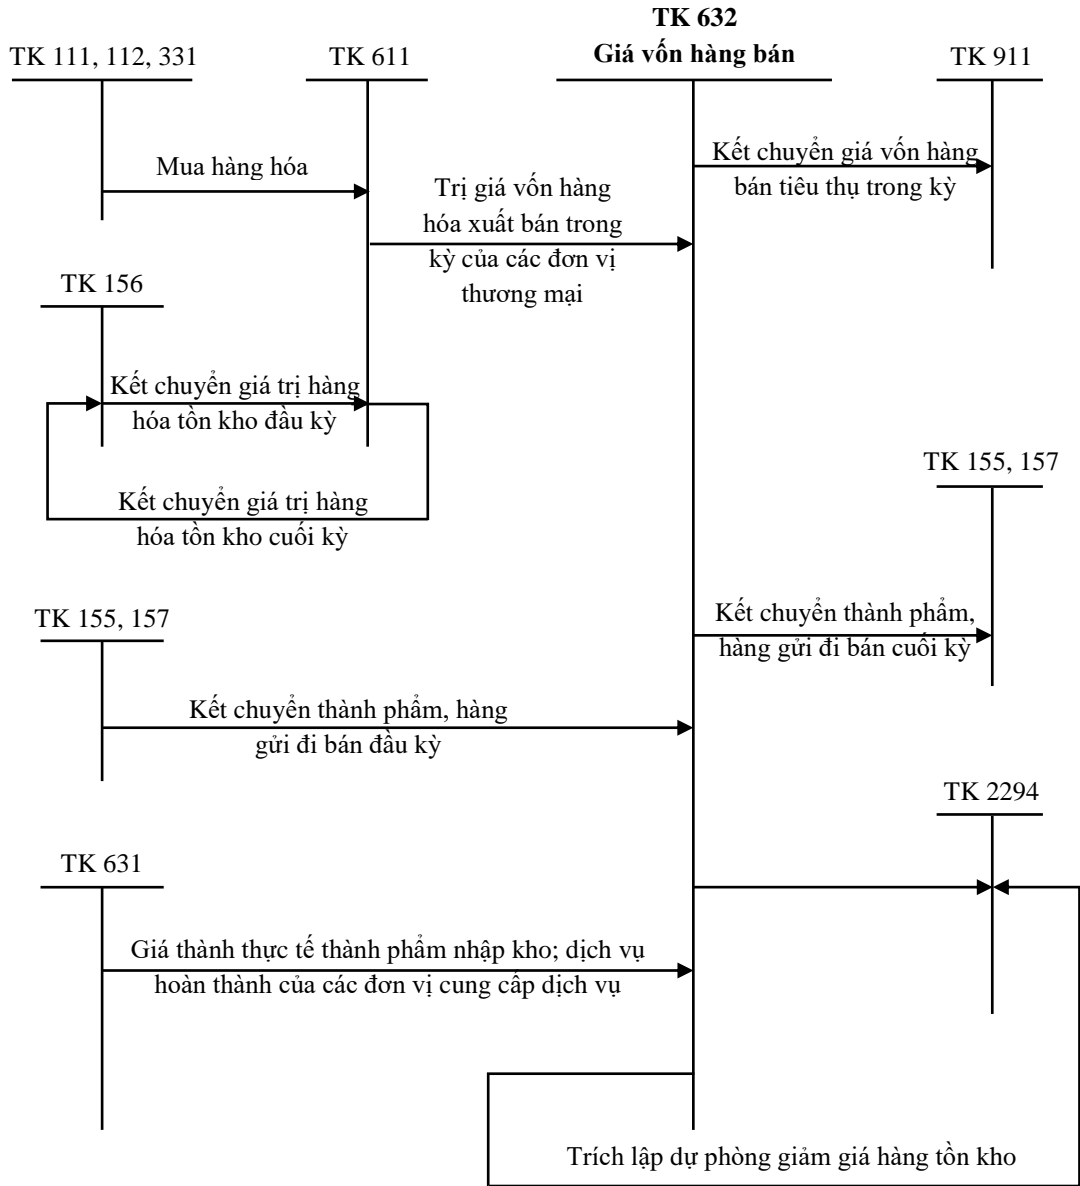 TK 632
TK 111, 112, 331
TK 611
Giá vốn hàng bán
TK 911
Mua hàng hóa
Kết chuyển giá vốn hàng
bán tiêu thụ trong kỳ
Trị giá vốn hàng
hóa xuất bán trong
kỳ của các đơn vị
thương mại
TK 156
Kết chuyển giá trị hàng
hóa tồn kho đầu kỳ
TK 155, 157
Kết chuyển giá trị hàng
hóa tồn kho cuối kỳ
TK 155, 157
Kết chuyển thành phẩm,
hàng gửi đi bán cuối kỳ
Kết chuyển thành phẩm, hàng
gửi đi bán đầu kỳ
TK 2294
TK 631
Giá thành thực tế thành phẩm nhập kho; dịch vụ
hoàn thành của các đơn vị cung cấp dịch vụ
Trích lập dự phòng giảm giá hàng tồn kho